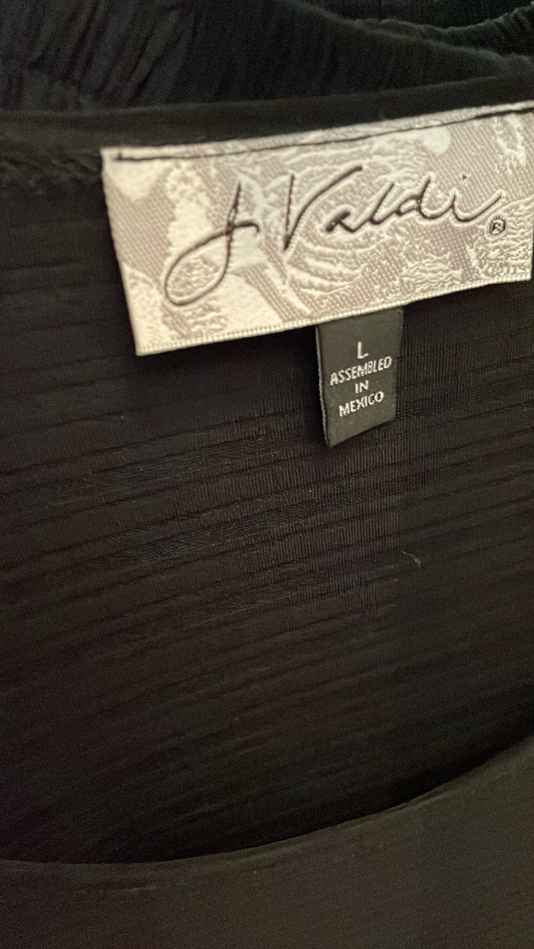 J Valdi®
L
ASSEMBLED
IN
MEXICO